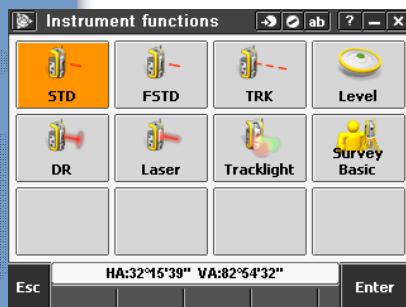 Instrument functions ab ? – x
STD FSTD TRK Level
DR Laser Tracklight Survey Basic
HA:32°15'39" VA:82°54'32"
Esc Enter